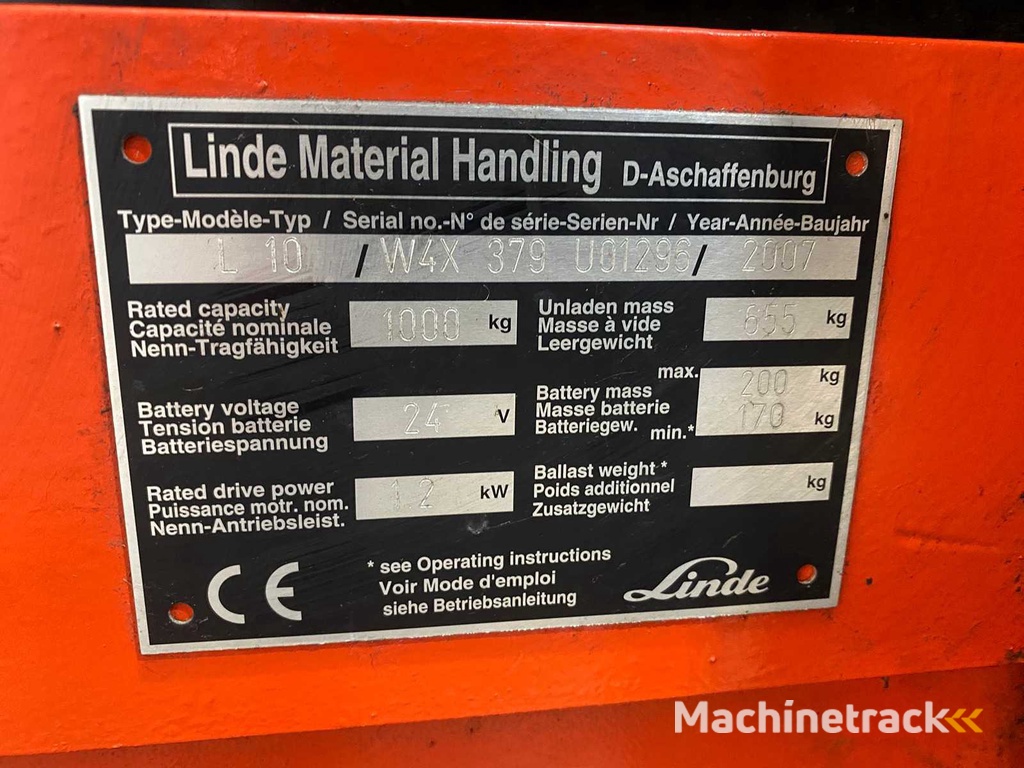 Linde Material Handling D-Aschaffenburg
Type-Modèle-Typ / Serial no.-N° de série-Serien-Nr / Year-Année-Baujahr
L 10 / W4X 379 U01296 / 2007
Rated capacity
Capacité nominale
Nenn-Tragfähigkeit
1000 kg
Unladen mass
Masse à vide
Leergewicht
655 kg
Battery voltage
Tension batterie
Batteriespannung
24 V
max. 200 kg
Battery mass
Masse batterie
Batteriegew.
min.* 170 kg
Rated drive power
Puissance motr. nom.
Nenn-Antriebsleist.
1.2 kW
Ballast weight *
Poids additionnel
Zusatzgewicht
kg
CE
* see Operating instructions
Voir Mode d'emploi
siehe Betriebsanleitung
Linde
Machinetrack